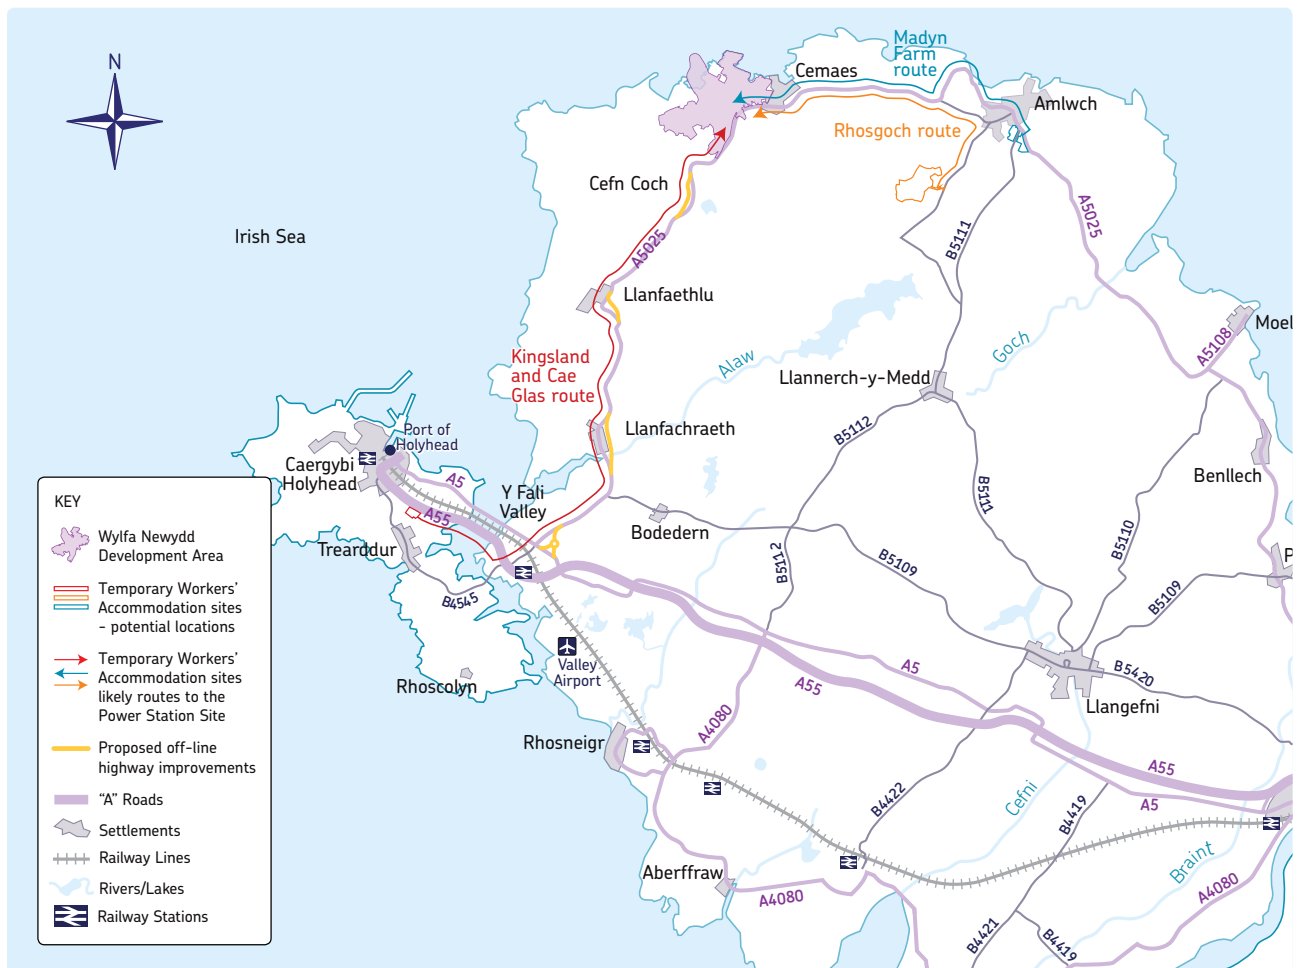 N
Irish Sea
Madyn
Farm
route
Cemaes
Amlwch
Rhosgoch route
Cefn Coch
A5025
A5025
B5111
Llanfaethlu
Moel
A5108
Goch
Alaw
Kingsland
and Cae
Glas route
Llannerch-y-Medd
B5112
Llanfachraeth
Port of
Holyhead
Caergybi
Holyhead
A5
A55
Y Fali
Valley
Benllech
B5111
B5110
Bodedern
Trearddur
B5112
B5109
B5109
P
B4545
Valley
Airport
A5
B5420
Rhoscolyn
A55
Llangefni
A4080
Rhosneigr
A55
A5
B4422
Cefni
B4419
Braint
Aberffraw
A4080
A4080
B4421
B4419
KEY
Wylfa Newydd
Development Area
Temporary Workers’
Accommodation sites
– potential locations
Temporary Workers’
Accommodation sites
likely routes to the
Power Station Site
Proposed off-line
highway improvements
“A” Roads
Settlements
Railway Lines
Rivers/Lakes
Railway Stations